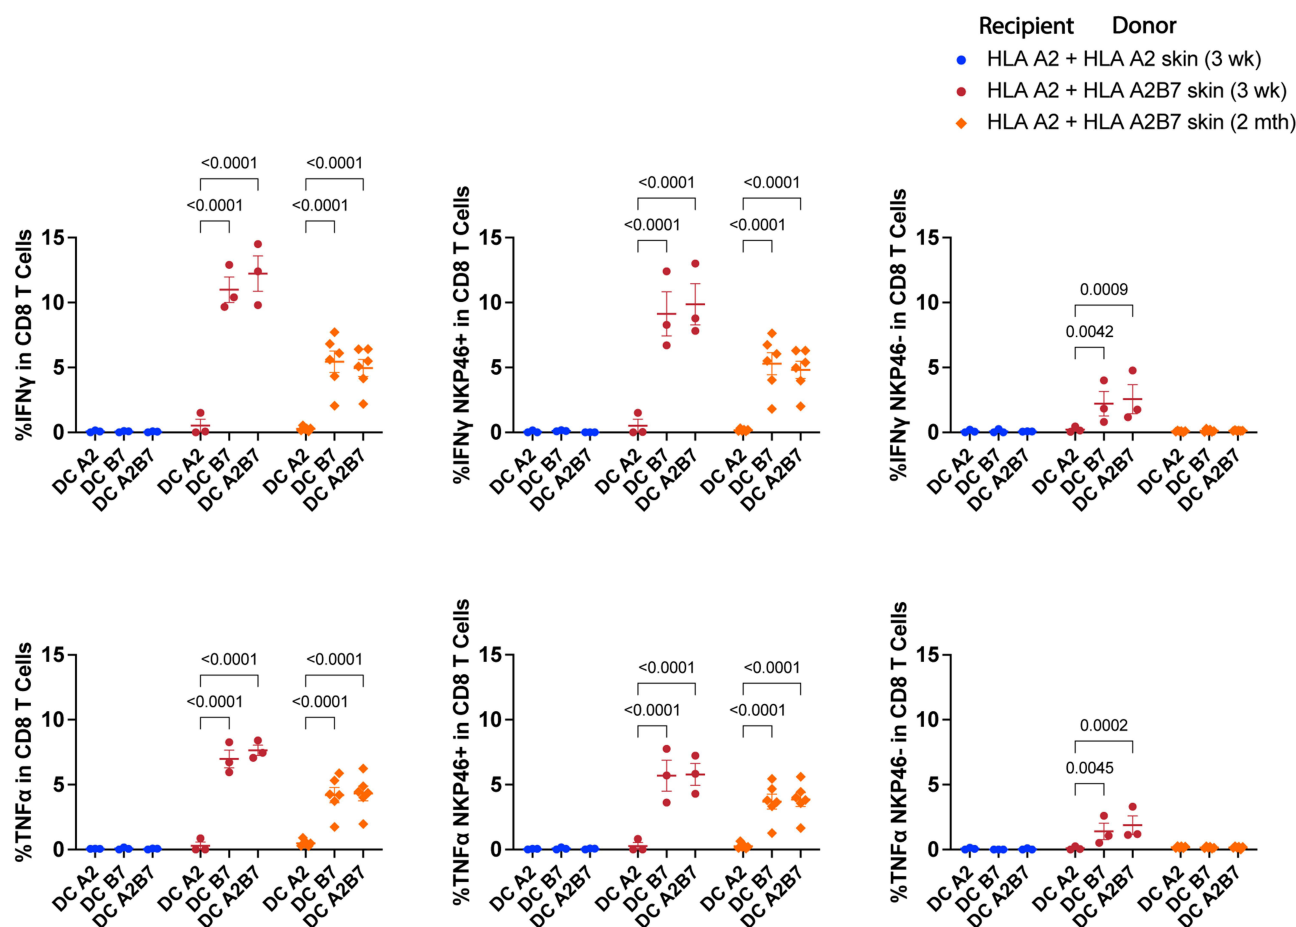 Recipient Donor
HLA A2 + HLA A2 skin (3 wk)
HLA A2 + HLA A2B7 skin (3 wk)
HLA A2 + HLA A2B7 skin (2 mth)
%IFNγ in CD8 T Cells
15
10
5
0
<0.0001
<0.0001
<0.0001
<0.0001
DC A2
DC B7
DC A2B7
DC A2
DC B7
DC A2B7
DC A2
DC B7
DC A2B7
%IFNγ NKP46+ in CD8 T Cells
15
10
5
0
<0.0001
<0.0001
<0.0001
<0.0001
DC A2
DC B7
DC A2B7
DC A2
DC B7
DC A2B7
DC A2
DC B7
DC A2B7
%IFNγ NKP46- in CD8 T Cells
15
10
5
0
0.0009
0.0042
DC A2
DC B7
DC A2B7
DC A2
DC B7
DC A2B7
DC A2
DC B7
DC A2B7
%TNFα in CD8 T Cells
15
10
5
0
<0.0001
<0.0001
<0.0001
<0.0001
DC A2
DC B7
DC A2B7
DC A2
DC B7
DC A2B7
DC A2
DC B7
DC A2B7
%TNFα NKP46+ in CD8 T Cells
15
10
5
0
<0.0001
<0.0001
<0.0001
<0.0001
DC A2
DC B7
DC A2B7
DC A2
DC B7
DC A2B7
DC A2
DC B7
DC A2B7
%TNFα NKP46- in CD8 T Cells
15
10
5
0
0.0002
0.0045
DC A2
DC B7
DC A2B7
DC A2
DC B7
DC A2B7
DC A2
DC B7
DC A2B7